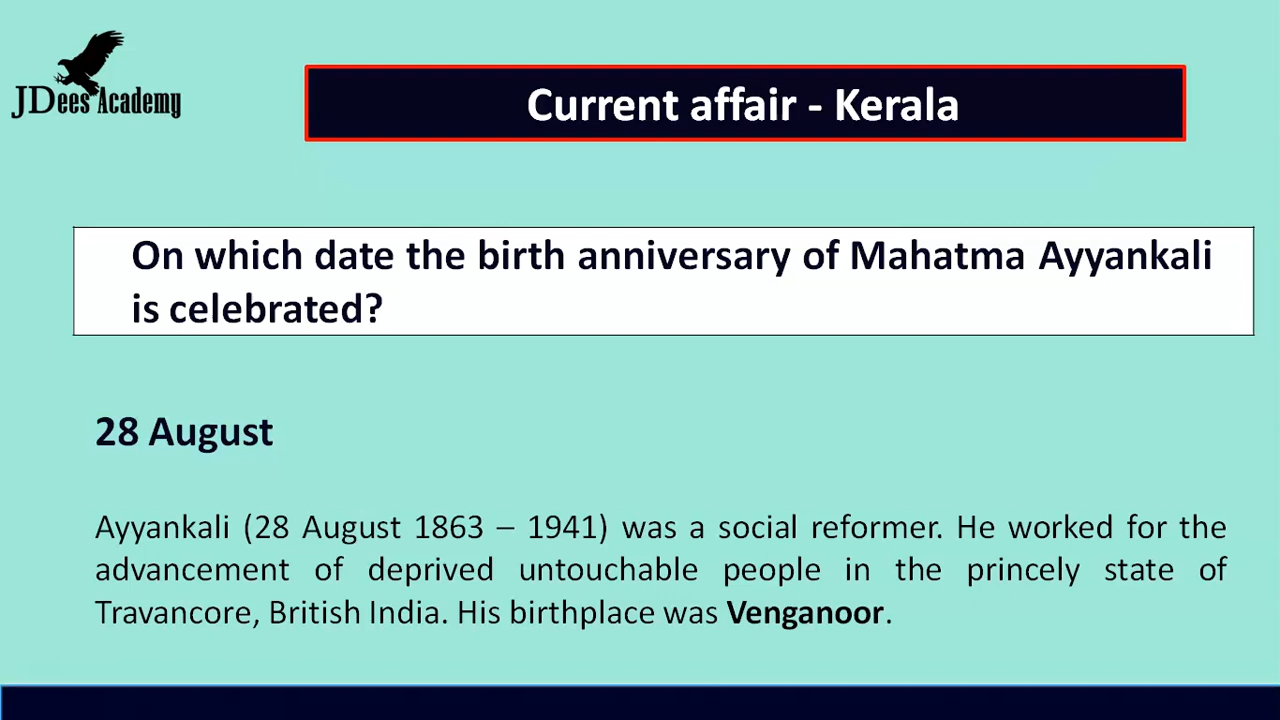 JDees Academy
Current affair - Kerala
On which date the birth anniversary of Mahatma Ayyankali
is celebrated?
28 August
Ayyankali (28 August 1863 – 1941) was a social reformer. He worked for the
advancement of deprived untouchable people in the princely state of
Travancore, British India. His birthplace was Venganoor.